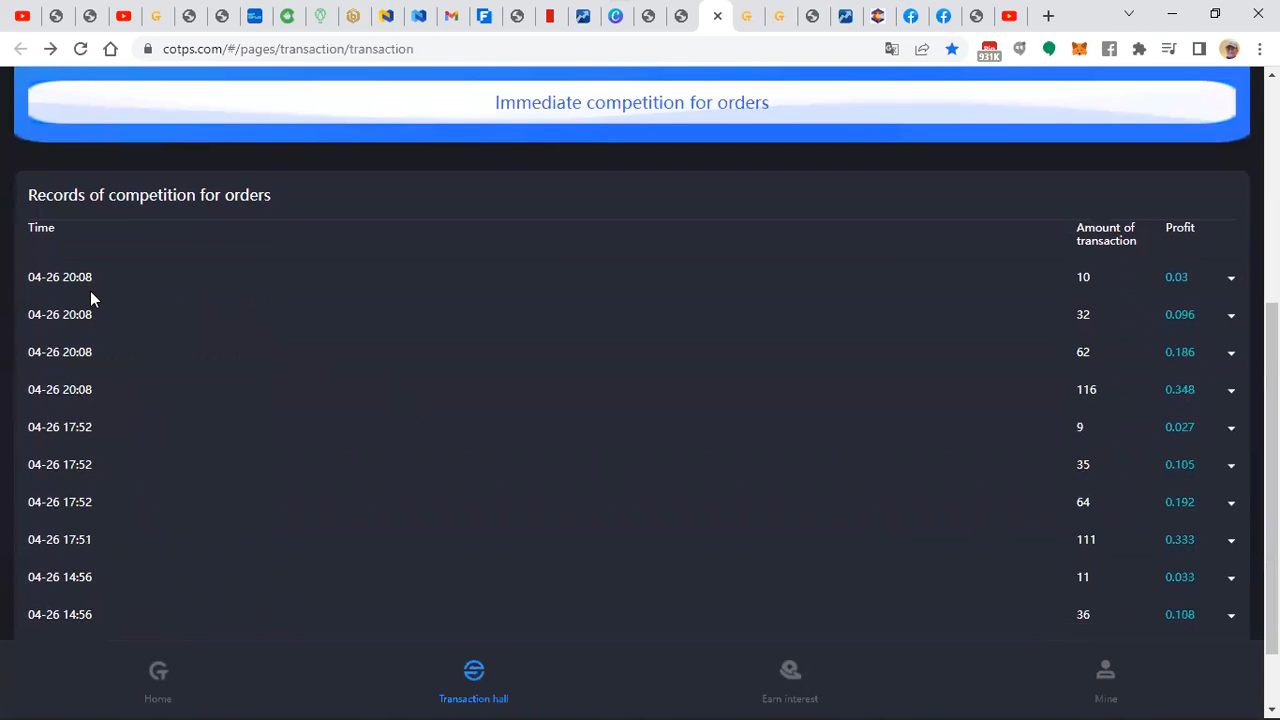 cotps.com/#/pages/transaction/transaction
931K
Immediate competition for orders
Records of competition for orders
Time
Amount of transaction
Profit
04-26 20:08 10 0.03
04-26 20:08 32 0.096
04-26 20:08 62 0.186
04-26 20:08 116 0.348
04-26 17:52 9 0.027
04-26 17:52 35 0.105
04-26 17:52 64 0.192
04-26 17:51 111 0.333
04-26 14:56 11 0.033
04-26 14:56 36 0.108
Home
Transaction hall
Earn interest
Mine